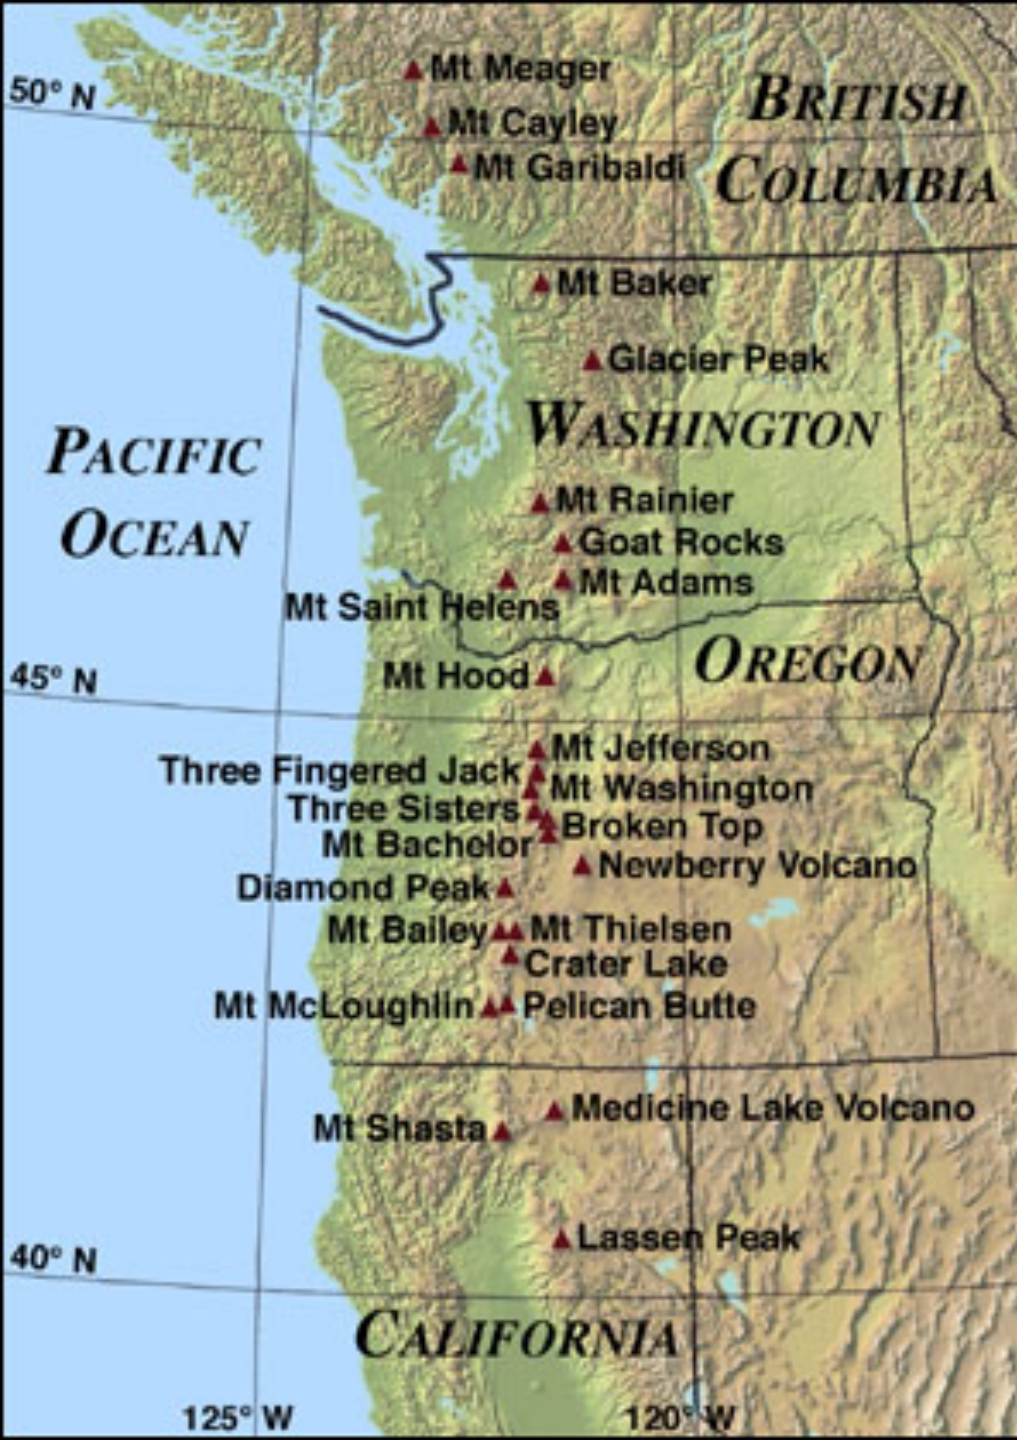 Mt Meager
50° N
BRITISH
Mt Cayley
Mt Garibaldi
COLUMBIA
Mt Baker
Glacier Peak
WASHINGTON
PACIFIC
OCEAN
Mt Rainier
Goat Rocks
Mt Adams
Mt Saint Helens
OREGON
Mt Hood
45° N
Mt Jefferson
Three Fingered Jack
Mt Washington
Three Sisters
Broken Top
Mt Bachelor
Newberry Volcano
Diamond Peak
Mt Bailey
Mt Thielsen
Crater Lake
Mt McLoughlin
Pelican Butte
Medicine Lake Volcano
Mt Shasta
Lassen Peak
40° N
CALIFORNIA
125° W
120° W